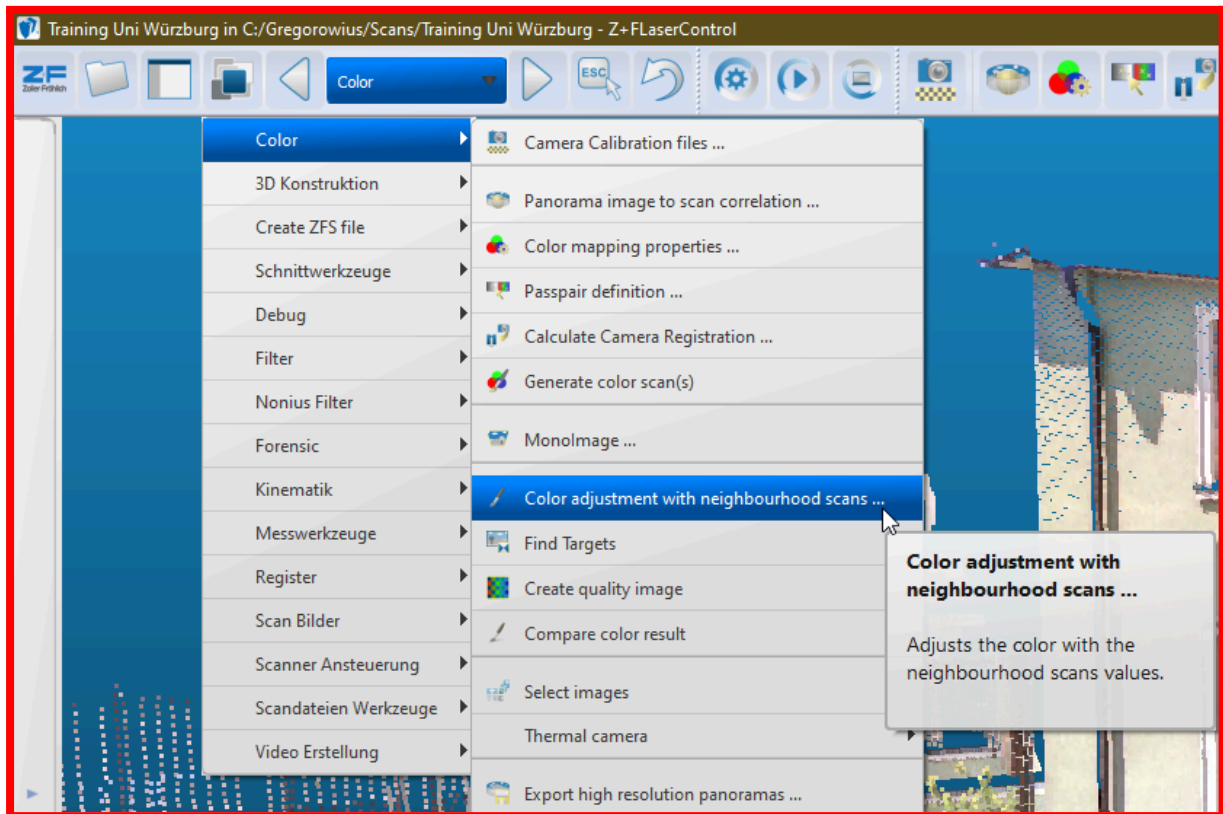 Training Uni Würzburg in C:/Gregorowius/Scans/Training Uni Würzburg - Z+FLaserControl
ZF
Zoller+Fröhlich
Color
ESC
n
Color
3D Konstruktion
Create ZFS file
Schnittwerkzeuge
Debug
Filter
Nonius Filter
Forensic
Kinematik
Messwerkzeuge
Register
Scan Bilder
Scanner Ansteuerung
Scandateien Werkzeuge
Video Erstellung
Camera Calibration files ...
Panorama image to scan correlation ...
Color mapping properties ...
Passpair definition ...
n
Calculate Camera Registration ...
Generate color scan(s)
MonoImage ...
Color adjustment with neighbourhood scans ...
Find Targets
Create quality image
Compare color result
Select images
Thermal camera
Export high resolution panoramas ...
Color adjustment with
neighbourhood scans ...
Adjusts the color with the
neighbourhood scans values.